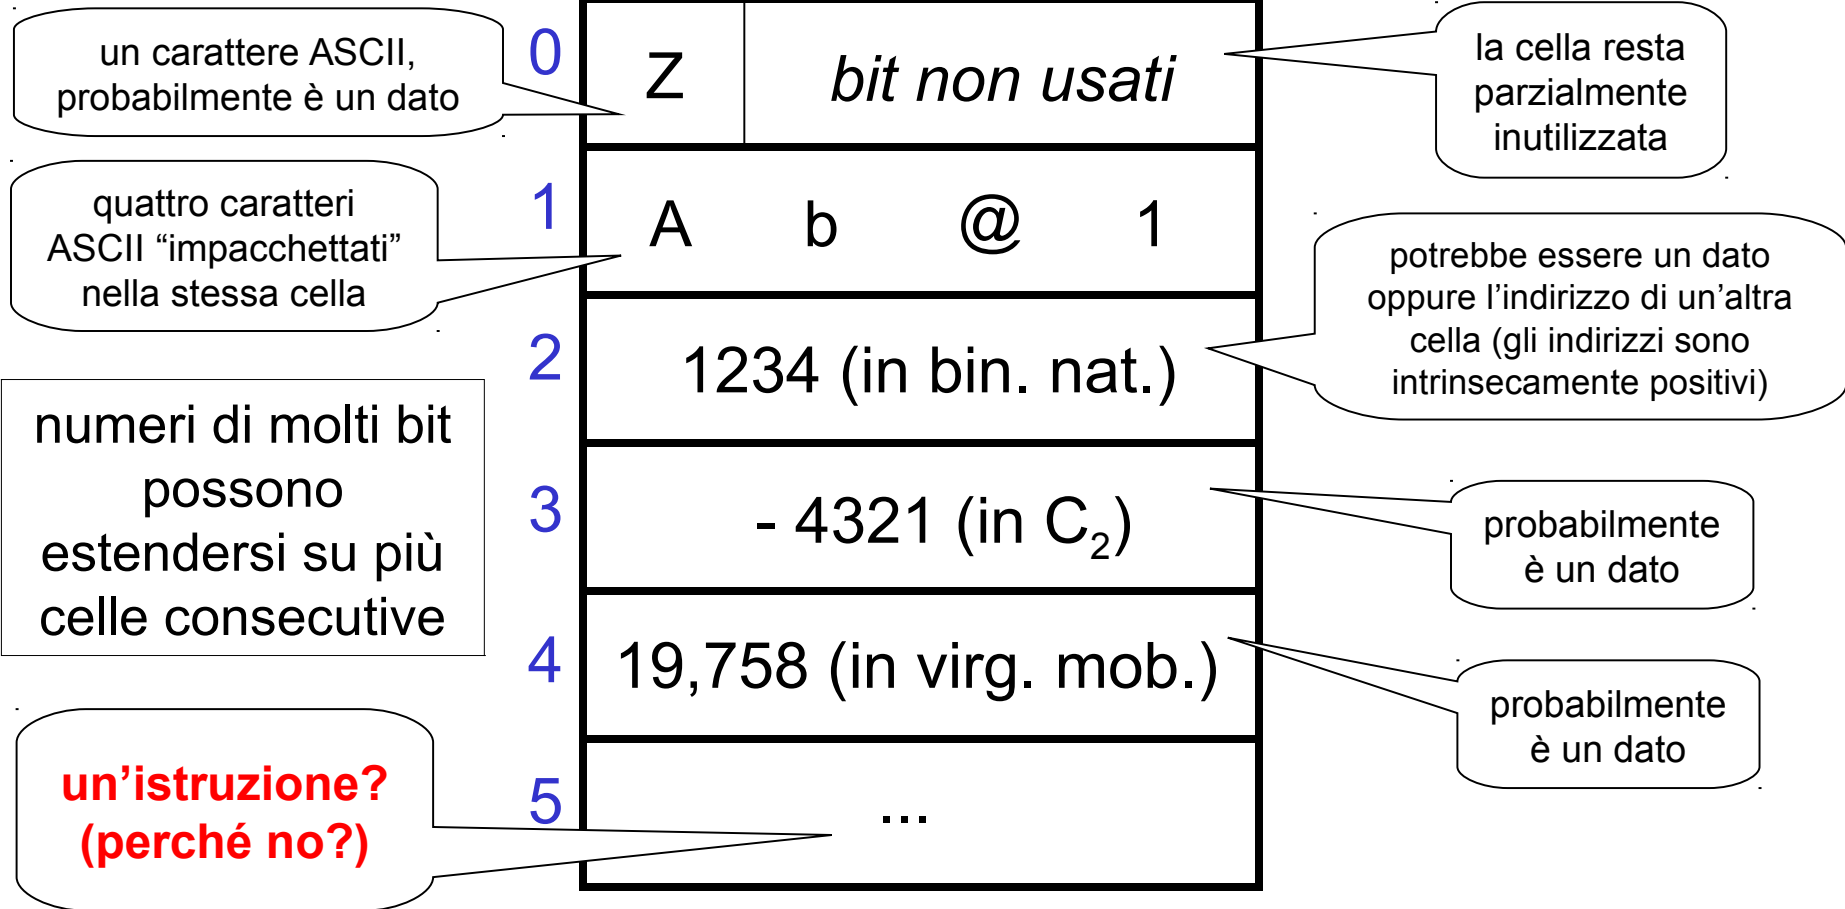 un carattere ASCII,
probabilmente è un dato
0
Z
bit non usati
la cella resta
parzialmente
inutilizzata
quattro caratteri
ASCII “impacchettati”
nella stessa cella
1
A b @ 1
2
1234 (in bin. nat.)
potrebbe essere un dato
oppure l’indirizzo di un’altra
cella (gli indirizzi sono
intrinsecamente positivi)
numeri di molti bit
possono
estendersi su più
celle consecutive
3
- 4321 (in C₂)
probabilmente
è un dato
4
19,758 (in virg. mob.)
probabilmente
è un dato
un’istruzione?
(perché no?)
5
...